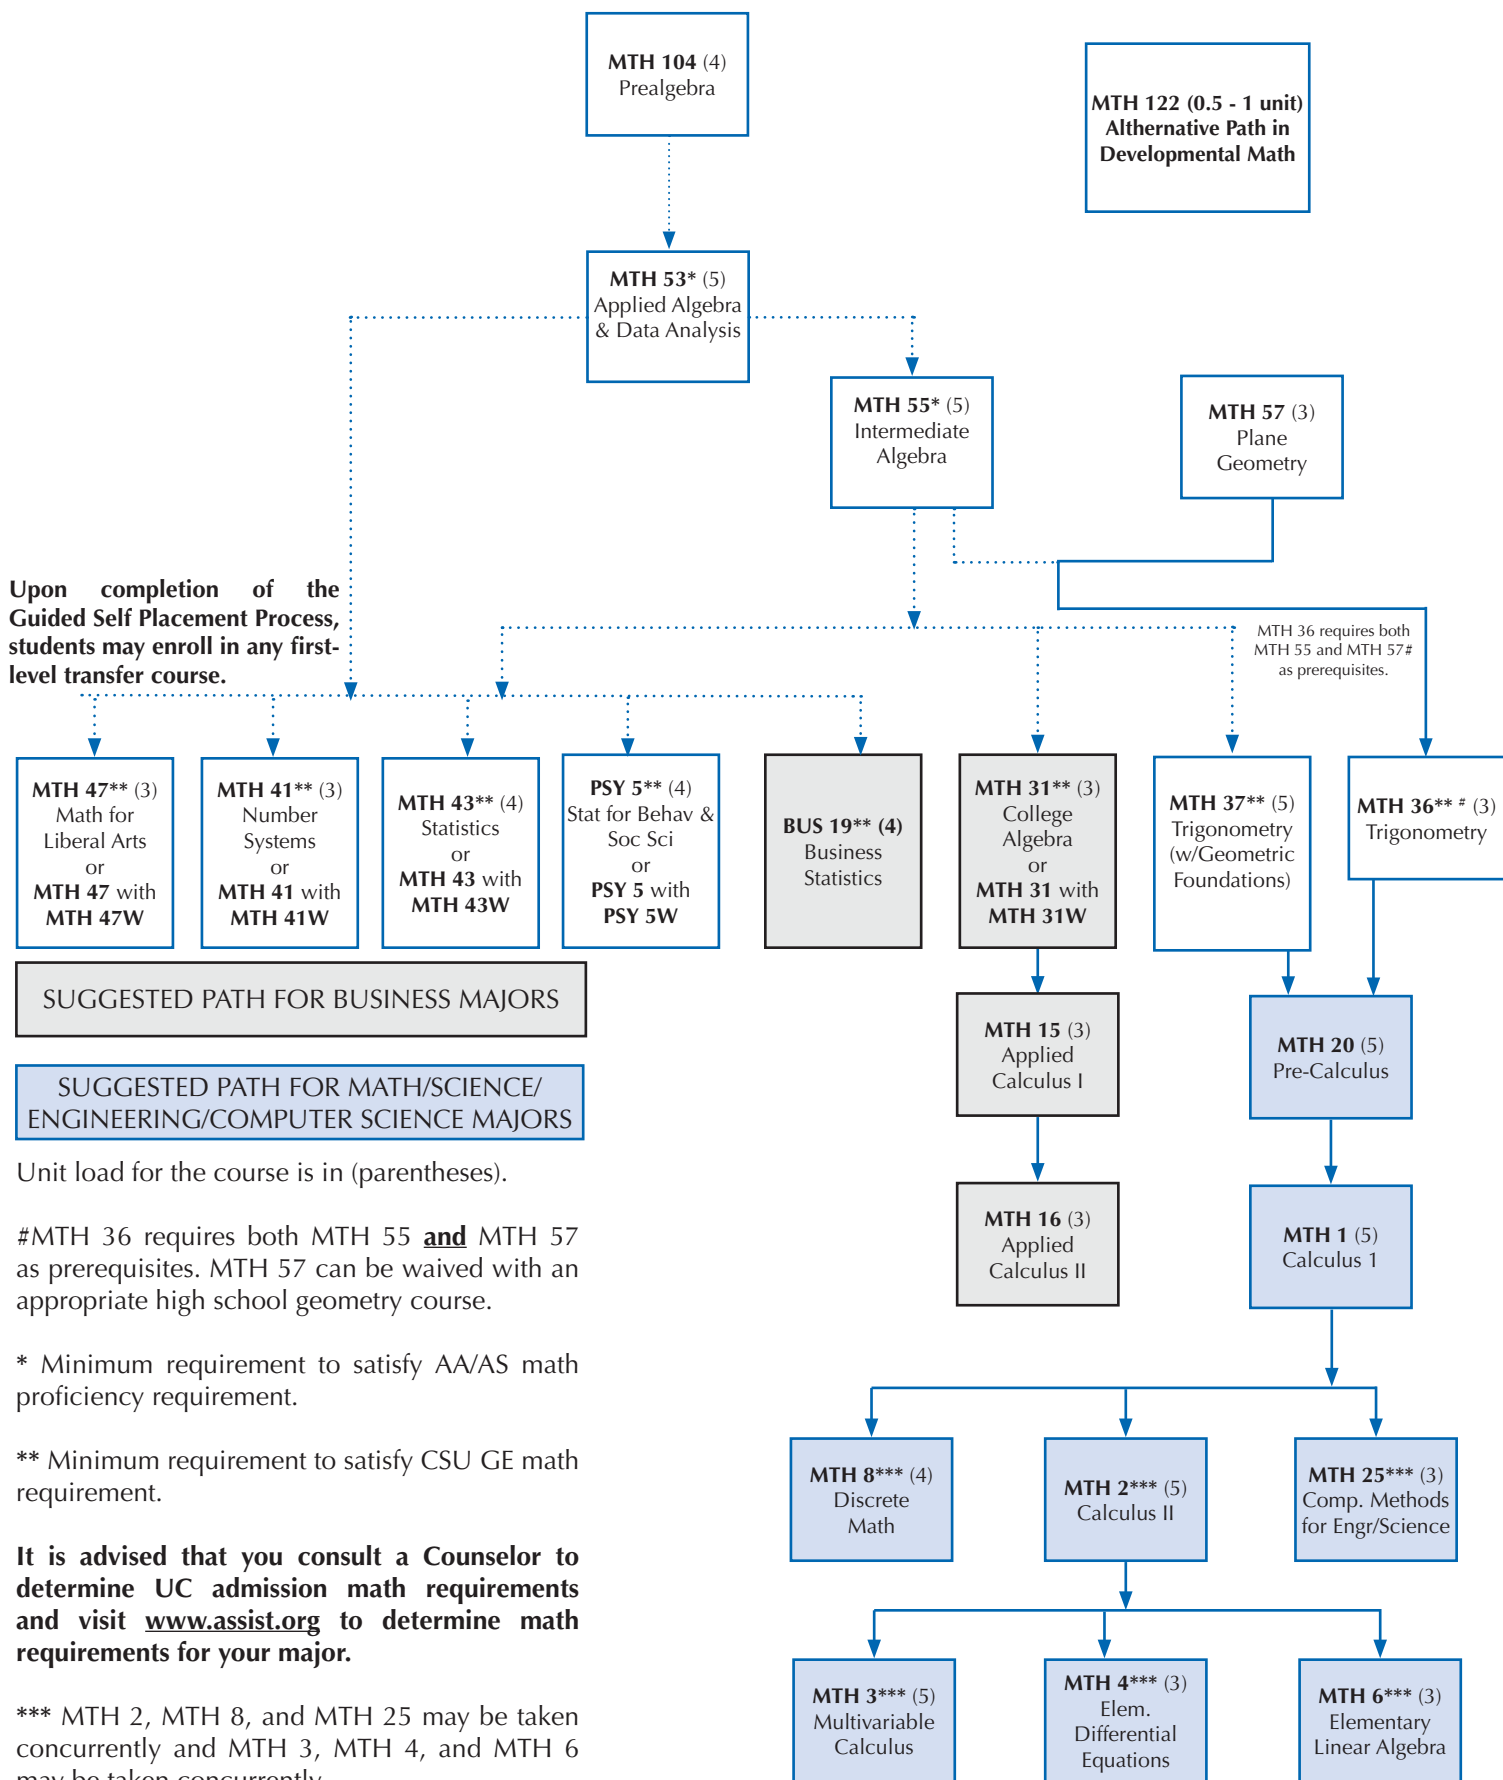 MTH 104 (4)
Prealgebra
MTH 122 (0.5 - 1 unit)
Althernative Path in
Developmental Math
MTH 53* (5)
Applied Algebra
& Data Analysis
MTH 55* (5)
Intermediate
Algebra
MTH 57 (3)
Plane
Geometry
Upon completion of the
Guided Self Placement Process,
students may enroll in any first-
level transfer course.
MTH 36 requires both
MTH 55 and MTH 57#
as prerequisites.
MTH 47** (3)
Math for
Liberal Arts
or
MTH 47 with
MTH 47W
MTH 41** (3)
Number
Systems
or
MTH 41 with
MTH 41W
MTH 43** (4)
Statistics
or
MTH 43 with
MTH 43W
PSY 5** (4)
Stat for Behav &
Soc Sci
or
PSY 5 with
PSY 5W
BUS 19** (4)
Business
Statistics
MTH 31** (3)
College
Algebra
or
MTH 31 with
MTH 31W
MTH 37** (5)
Trigonometry
(w/Geometric
Foundations)
MTH 36** # (3)
Trigonometry
SUGGESTED PATH FOR BUSINESS MAJORS
SUGGESTED PATH FOR MATH/SCIENCE/
ENGINEERING/COMPUTER SCIENCE MAJORS
MTH 15 (3)
Applied
Calculus I
MTH 20 (5)
Pre-Calculus
MTH 16 (3)
Applied
Calculus II
MTH 1 (5)
Calculus 1
Unit load for the course is in (parentheses).
#MTH 36 requires both MTH 55 and MTH 57
as prerequisites. MTH 57 can be waived with an
appropriate high school geometry course.
* Minimum requirement to satisfy AA/AS math
proficiency requirement.
** Minimum requirement to satisfy CSU GE math
requirement.
It is advised that you consult a Counselor to
determine UC admission math requirements
and visit www.assist.org to determine math
requirements for your major.
*** MTH 2, MTH 8, and MTH 25 may be taken
concurrently and MTH 3, MTH 4, and MTH 6
may be taken concurrently
MTH 8*** (4)
Discrete
Math
MTH 2*** (5)
Calculus II
MTH 25*** (3)
Comp. Methods
for Engr/Science
MTH 3*** (5)
Multivariable
Calculus
MTH 4*** (3)
Elem.
Differential
Equations
MTH 6*** (3)
Elementary
Linear Algebra